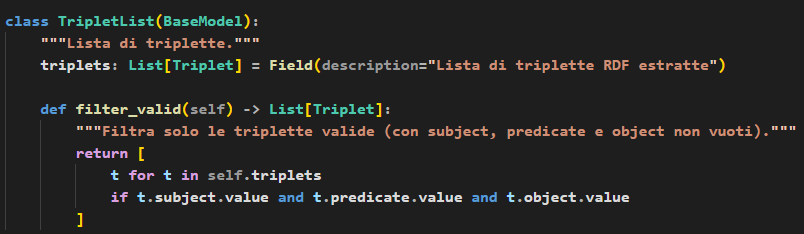 class TripletList(BaseModel):
    """Lista di triplette."""
    triplets: List[Triplet] = Field(description="Lista di triplette RDF estratte")

    def filter_valid(self) -> List[Triplet]:
        """Filtra solo le triplette valide (con subject, predicate e object non vuoti)."""
        return [
            t for t in self.triplets
            if t.subject.value and t.predicate.value and t.object.value
        ]